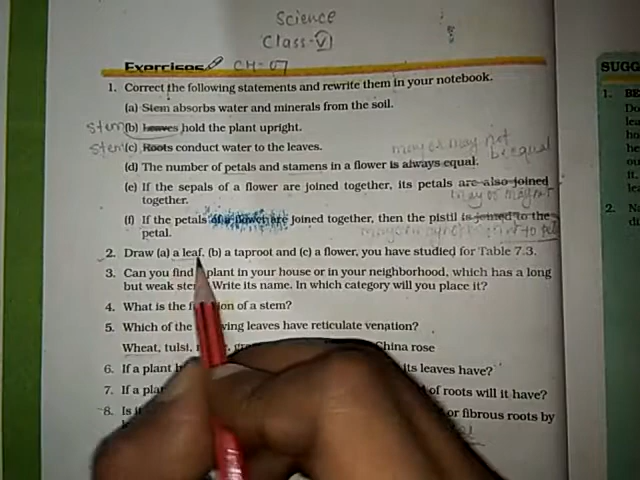 Science
Class-VI
Exercises CH-07
1. Correct the following statements and rewrite them in your notebook.
(a) Stem absorbs water and minerals from the soil.
stem (b) Leaves hold the plant upright.
stem (c) Roots conduct water to the leaves.
may or may not
be equal
(d) The number of petals and stamens in a flower is always equal.
(e) If the sepals of a flower are joined together, its petals are also joined
together.
(f) If the petals of a flower are joined together, then the pistil is joined to the
petal.
2. Draw (a) a leaf, (b) a taproot and (c) a flower, you have studied for Table 7.3.
3. Can you find plant in your house or in your neighborhood, which has a long
but weak Write its name. In which category will you place it?
4. What is the of a stem?
5. Which of the leaves have reticulate venation?
Wheat, tulsi, China rose
6. If a plant its leaves have?
7. If a of roots will it have?
8. Is or fibrous roots by
SUGG
1.
2.